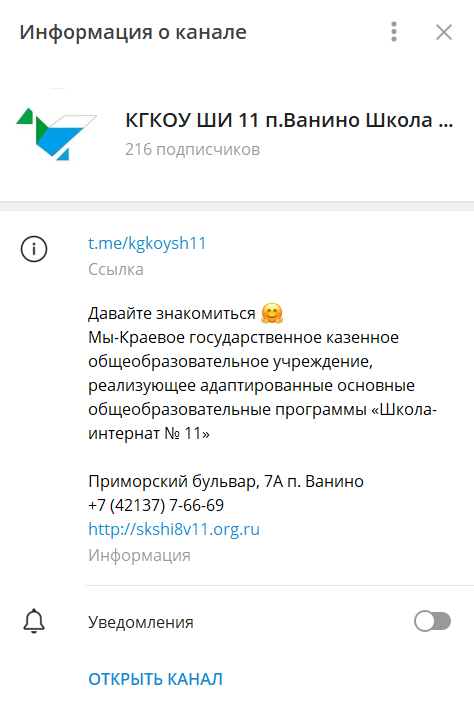 Информация о канале
КГКОУ ШИ 11 п.Ванино Школа ...
216 подписчиков
t.me/kgkoysh11
Ссылка
Давайте знакомиться 🤗
Мы-Краевое государственное казенное
общеобразовательное учреждение,
реализующее адаптированные основные
общеобразовательные программы «Школа-
интернат № 11»
Приморский бульвар, 7А п. Ванино
+7 (42137) 7-66-69
http://skshi8v11.org.ru
Информация
Уведомления
ОТКРЫТЬ КАНАЛ